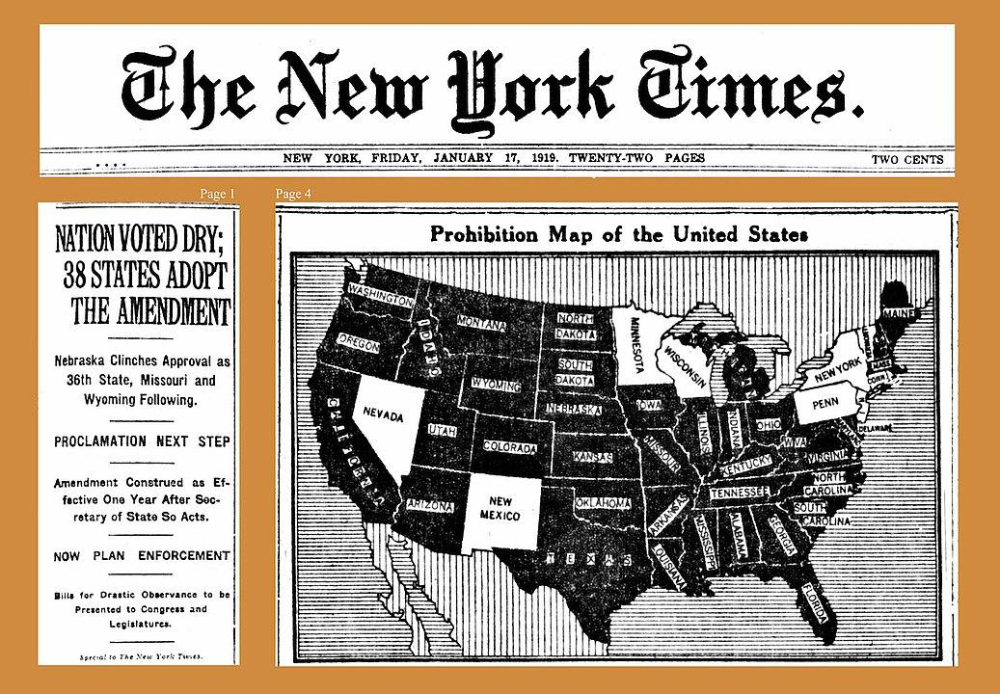 The New York Times.
NEW YORK, FRIDAY, JANUARY 17, 1919. TWENTY-TWO PAGES
TWO CENTS
Page 1
NATION VOTED DRY;
38 STATES ADOPT
THE AMENDMENT
Nebraska Clinches Approval as
36th State, Missouri and
Wyoming Following.
PROCLAMATION NEXT STEP
Amendment Construed as Ef-
fective One Year After Sec-
retary of State So Acts.
NOW PLAN ENFORCEMENT
Bills for Drastic Observance to be
Presented to Congress and
Legislatures.
Special to The New York Times.
Page 4
Prohibition Map of the United States
WASHINGTON
OREGON
IDAHO
MONTANA
WYOMING
NORTH
DAKOTA
SOUTH
DAKOTA
NEBRASKA
MINNESOTA
WISCONSIN
MAINE
NEW YORK
MASS
CONN
PENN
DELAWARE
NEVADA
CALIFORNIA
UTAH
COLORADA
KANSAS
IOWA
MISSOURI
ILLINOIS
INDIANA
OHIO
W.VA
VIRGINIA
KENTUCKY
TENNESSEE
NORTH
CAROLINA
SOUTH
CAROLINA
ARIZONA
NEW
MEXICO
OKLAHOMA
TEXAS
ARKANSAS
LOUISIANA
MISSISSIPPI
ALABAMA
GEORGIA
FLORIDA